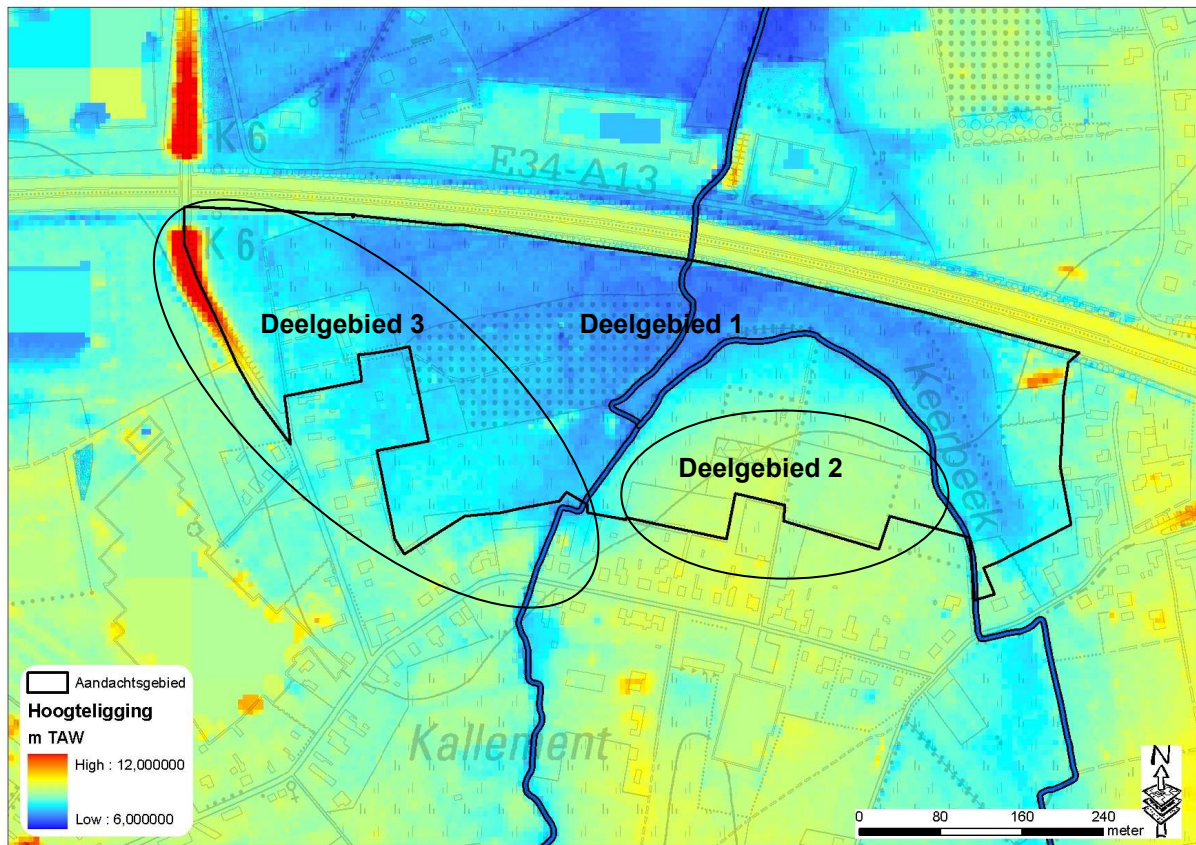 K 6
E34-A13
K 6
Deelgebied 3
Deelgebied 1
Keerbeek
Deelgebied 2
Kallement
Aandachtsgebied
Hoogteligging
m TAW
High : 12,000000
Low : 6,000000
N
0 80 160 240
meter